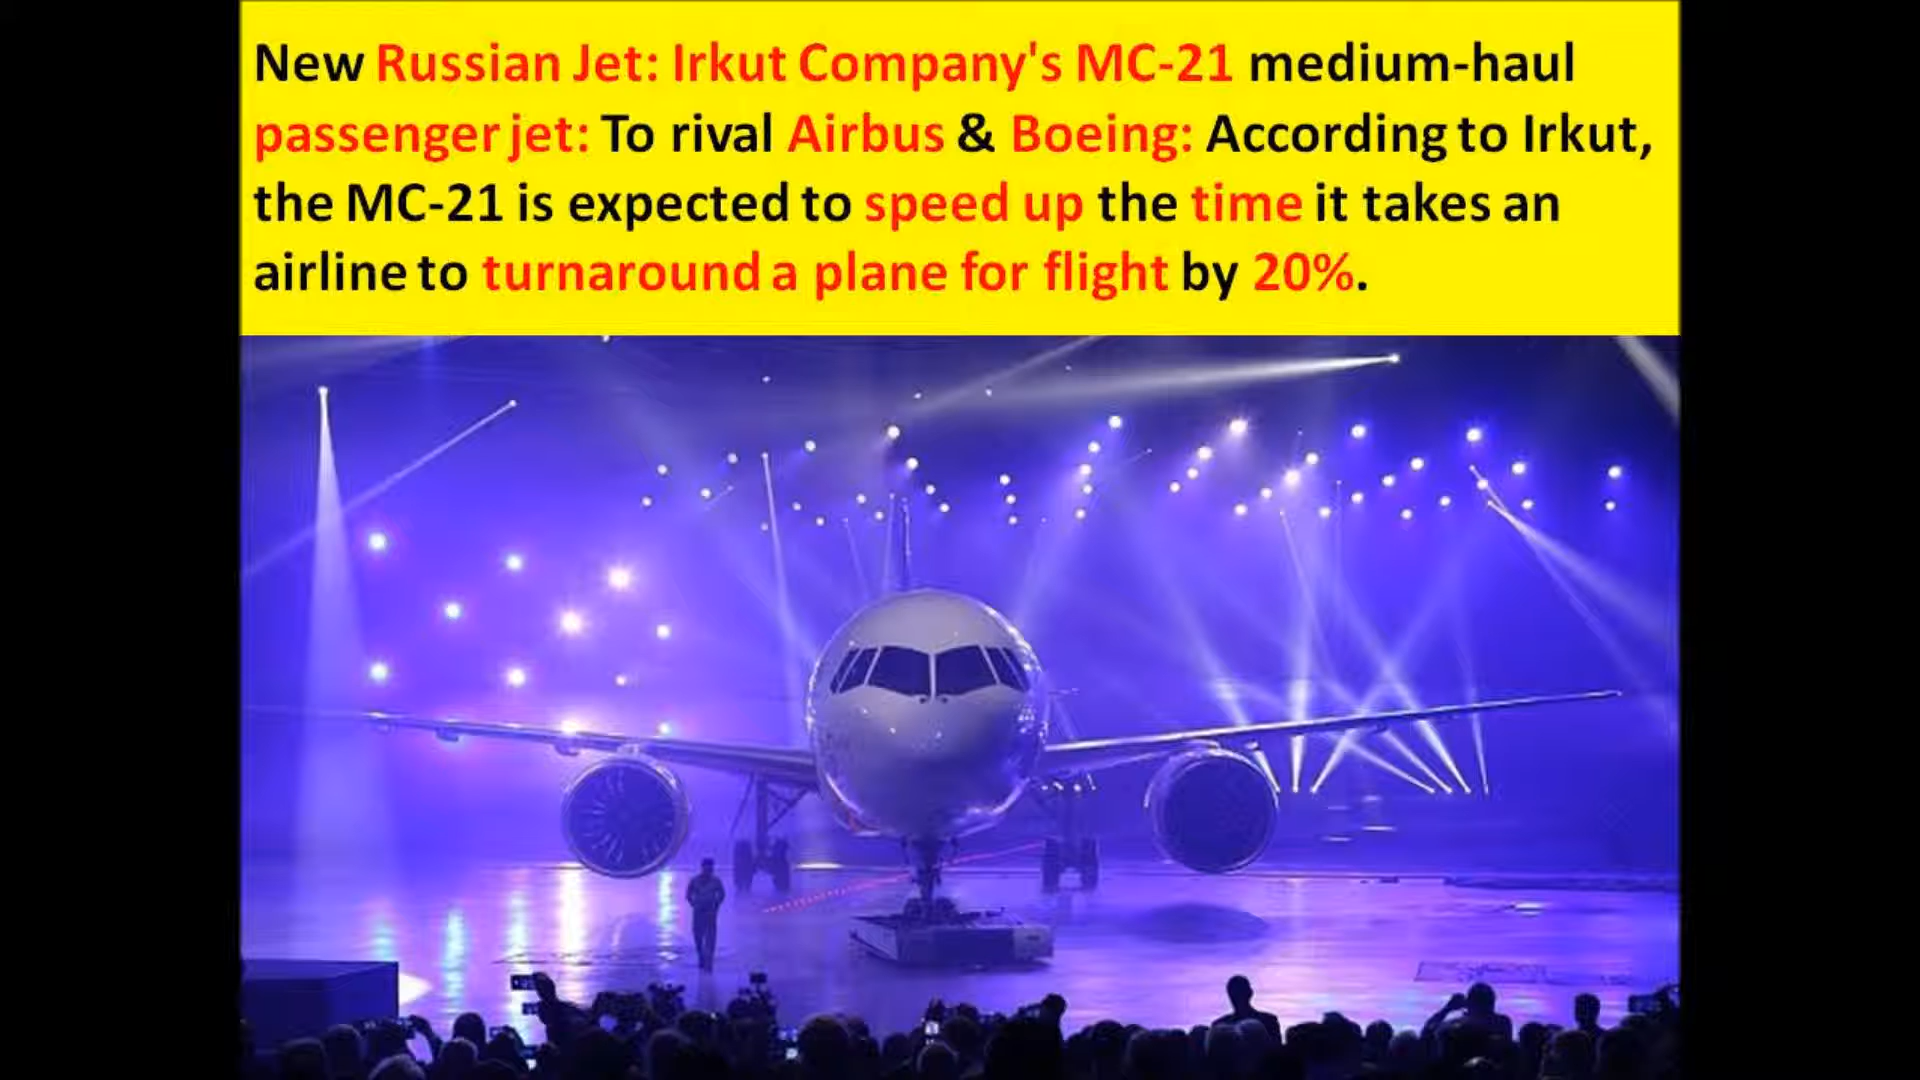 New Russian Jet: Irkut Company's MC-21 medium-haul
passenger jet: To rival Airbus & Boeing: According to Irkut,
the MC-21 is expected to speed up the time it takes an
airline to turnaround a plane for flight by 20%.